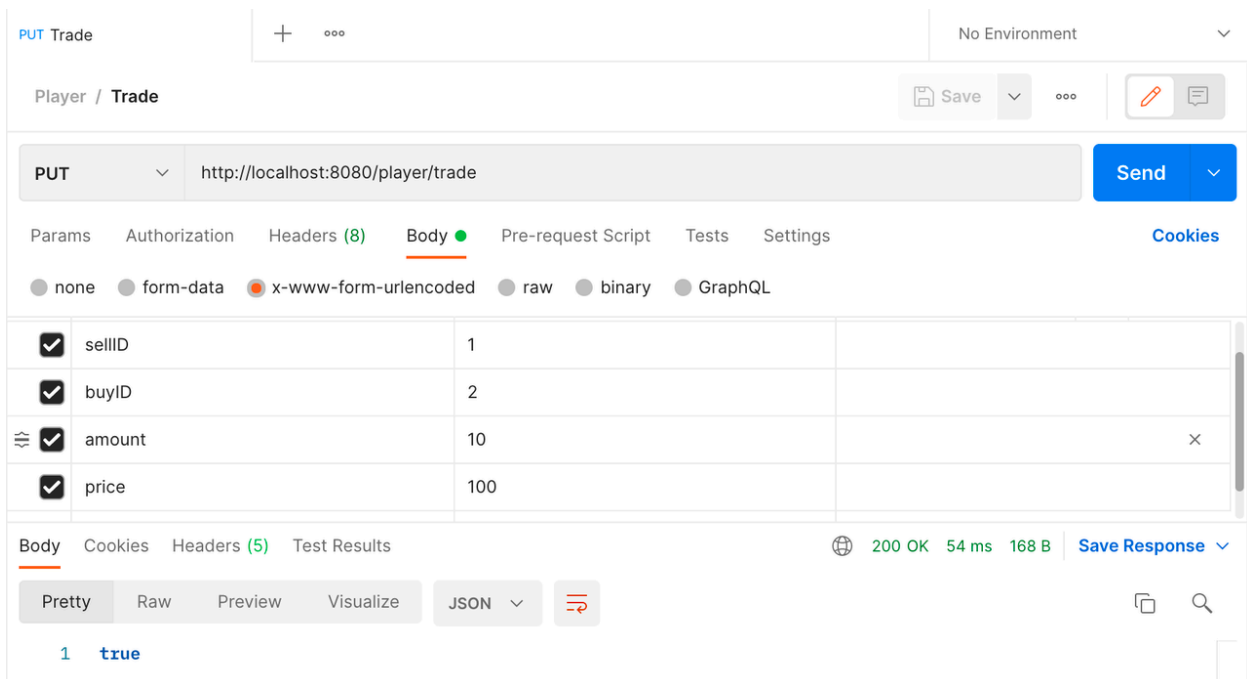 PUT Trade No Environment
Player / Trade Save
PUT http://localhost:8080/player/trade Send
Params Authorization Headers (8) Body Pre-request Script Tests Settings Cookies
none form-data x-www-form-urlencoded raw binary GraphQL
sellID 1
buyID 2
amount 10
price 100
Body Cookies Headers (5) Test Results 200 OK 54 ms 168 B Save Response
Pretty Raw Preview Visualize JSON
1 true